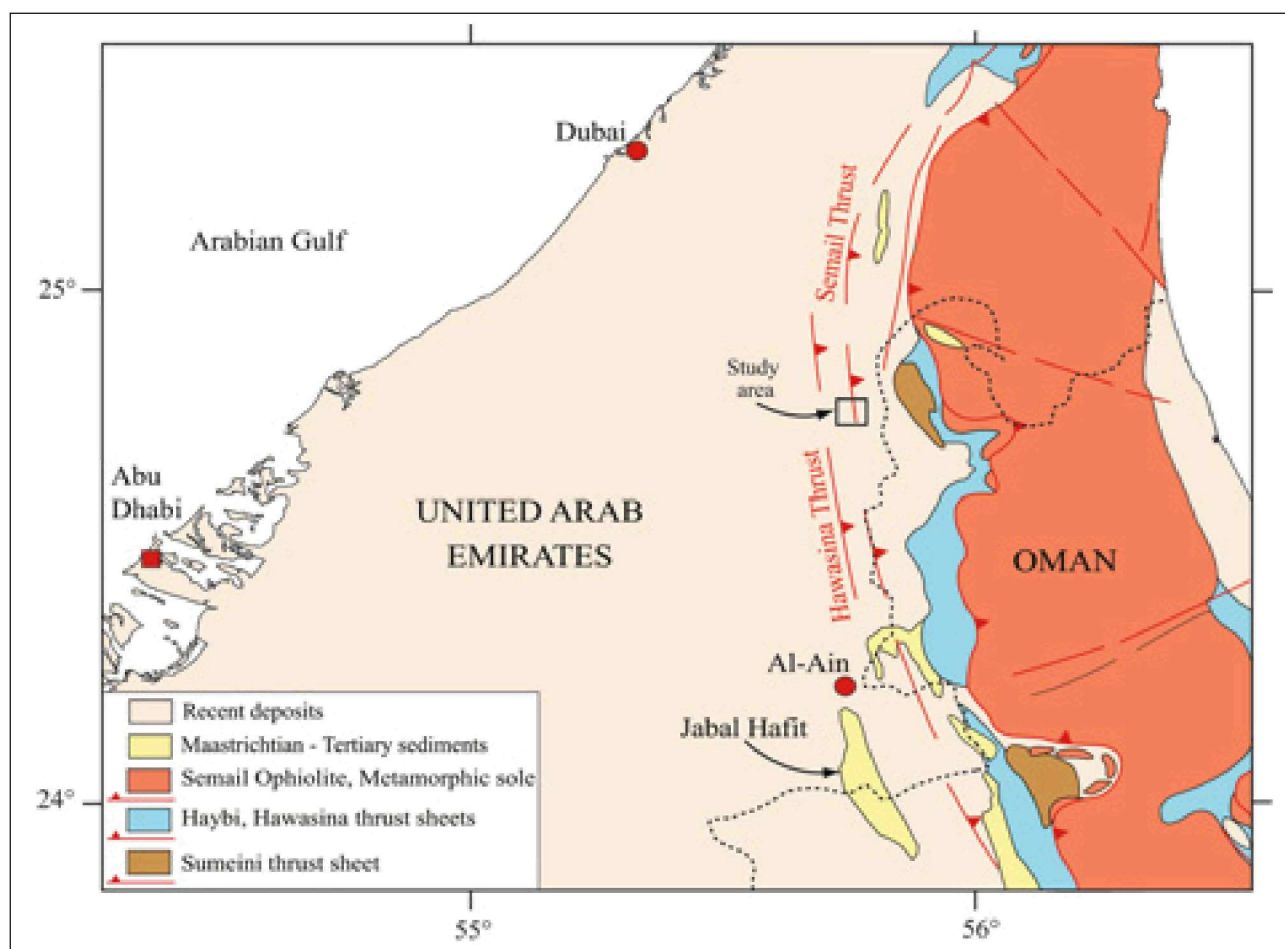 Dubai
Arabian Gulf
Semail Thrust
25°
Study
area
Abu
Dhabi
UNITED ARAB
EMIRATES
Hawasina Thrust
OMAN
Al-Ain
Jabal Hafit
Recent deposits
Maastrichtian - Tertiary sediments
Semail Ophiolite, Metamorphic sole
Haybi, Hawasina thrust sheets
Sumeini thrust sheet
24°
55°
56°